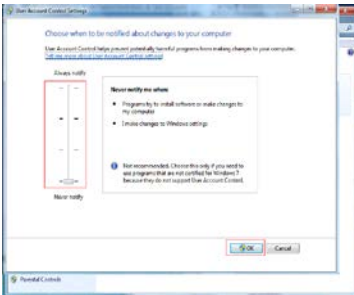 User Account Control Settings
Choose when to be notified about changes to your computer
User Account Control helps prevent potentially harmful programs from making changes to your computer.
Tell me more about User Account Control settings
Always notify
Never notify me when:
• Programs try to install software or make changes to
my computer
• I make changes to Windows settings
Not recommended. Choose this only if you need to
use programs that are not certified for Windows 7
because they do not support User Account Control.
Never notify
OK
Cancel
Parental Controls